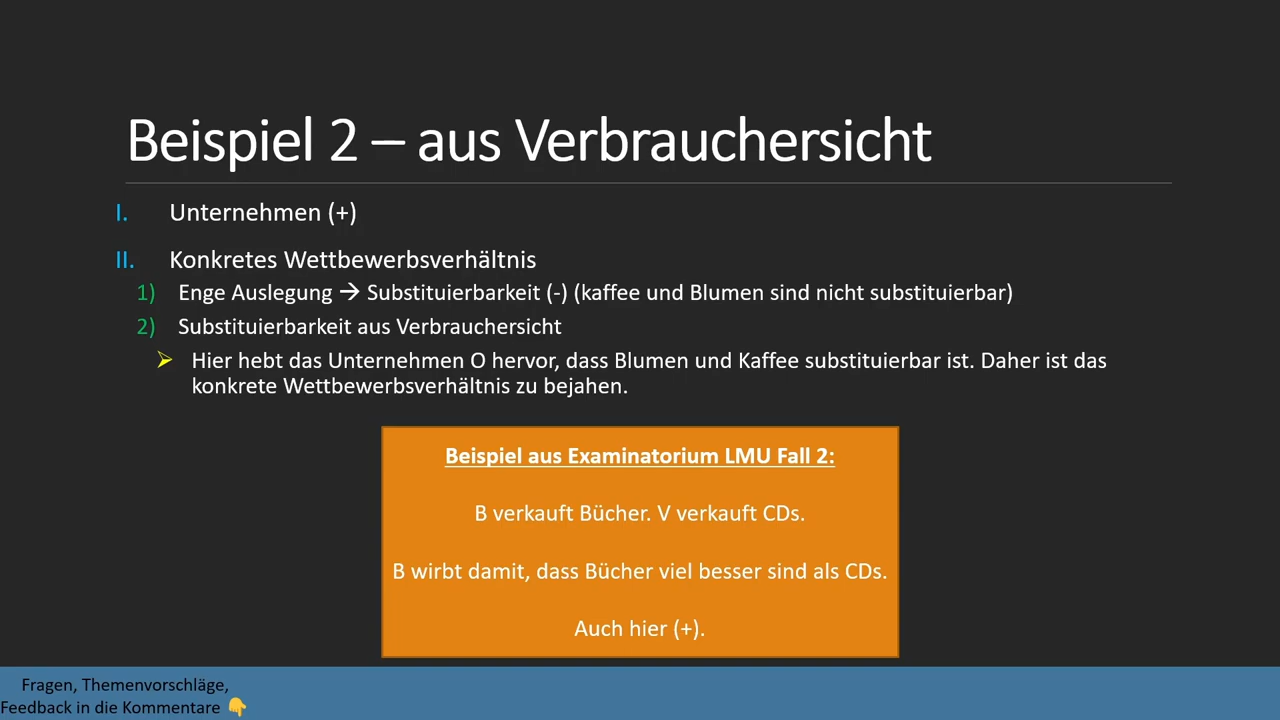 Beispiel 2 – aus Verbrauchersicht
I. Unternehmen (+)
II. Konkretes Wettbewerbsverhältnis
1) Enge Auslegung → Substituierbarkeit (-) (kaffee und Blumen sind nicht substituierbar)
2) Substituierbarkeit aus Verbrauchersicht
➢ Hier hebt das Unternehmen O hervor, dass Blumen und Kaffee substituierbar ist. Daher ist das
konkrete Wettbewerbsverhältnis zu bejahen.
Beispiel aus Examinatorium LMU Fall 2:
B verkauft Bücher. V verkauft CDs.
B wirbt damit, dass Bücher viel besser sind als CDs.
Auch hier (+).
Fragen, Themenvorschläge,
Feedback in die Kommentare 👇